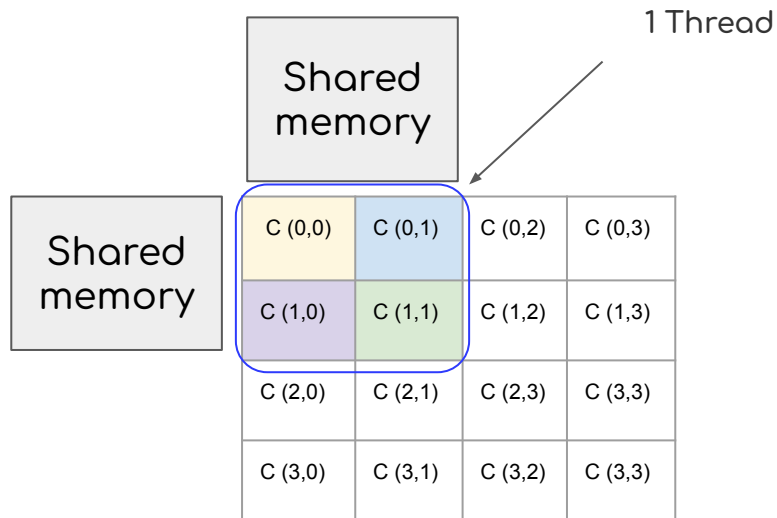 1 Thread
Shared
memory
Shared
memory
C (0,0) C (0,1) C (0,2) C (0,3)
C (1,0) C (1,1) C (1,2) C (1,3)
C (2,0) C (2,1) C (2,3) C (3,3)
C (3,0) C (3,1) C (3,2) C (3,3)